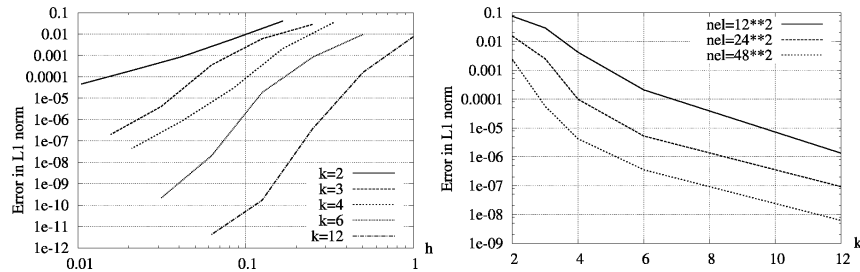 0.1
0.01
0.001
0.0001
1e-05
1e-06
1e-07
1e-08
1e-09
1e-10
1e-11
1e-12
Error in L1 norm
k=2
k=3
k=4
k=6
k=12
0.01
0.1
1
h
0.1
0.01
0.001
0.0001
1e-05
1e-06
1e-07
1e-08
1e-09
Error in L1 norm
nel=12**2
nel=24**2
nel=48**2
2
4
6
8
10
12
k